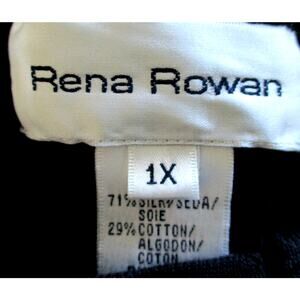 Rena Rowan
1X
71% SILK/SEDA/
SOIE
29% COTTON/
ALGODON/
COTON